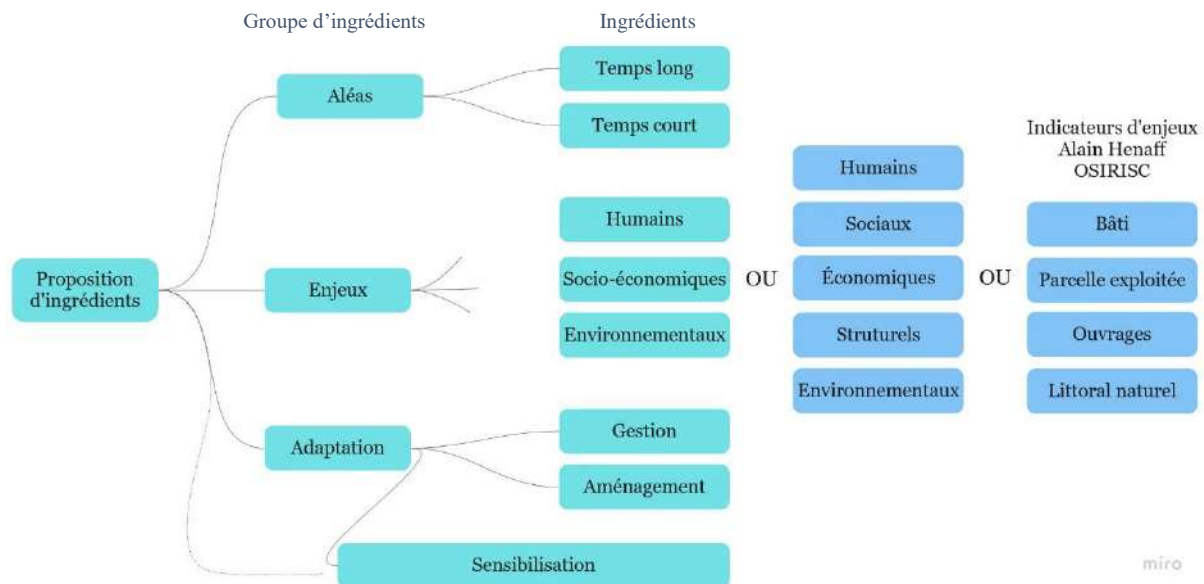 Groupe d'ingrédients
Ingrédients
Proposition
d'ingrédients
Aléas
Temps long
Temps court
Enjeux
Humains
Socio-économiques
Environnementaux
OU
Humains
Sociaux
Économiques
Struturels
Environnementaux
OU
Indicateurs d'enjeux
Alain Henaff
OSIRISC
Bâti
Parcelle exploitée
Ouvrages
Littoral naturel
Adaptation
Gestion
Aménagement
Sensibilisation
miro